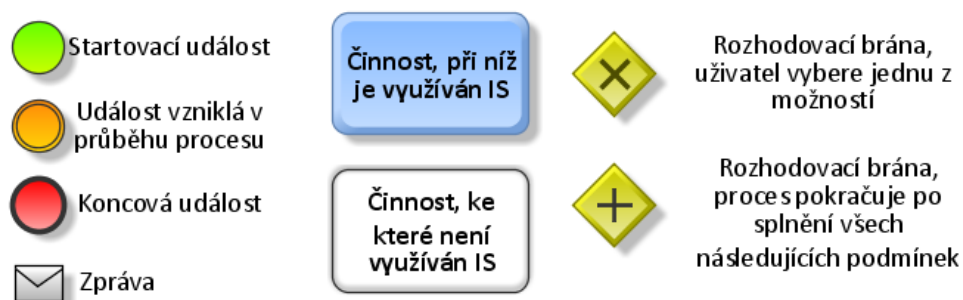 Startovací událost
Událost vzniklá v
průběhu procesu
Koncová událost
Zpráva
Činnost, při níž
je využíván IS
Činnost, ke
které není
využíván IS
Rozhodovací brána,
uživatel vybere jednu z
možností
Rozhodovací brána,
proces pokračuje po
splnění všech
následujících podmínek